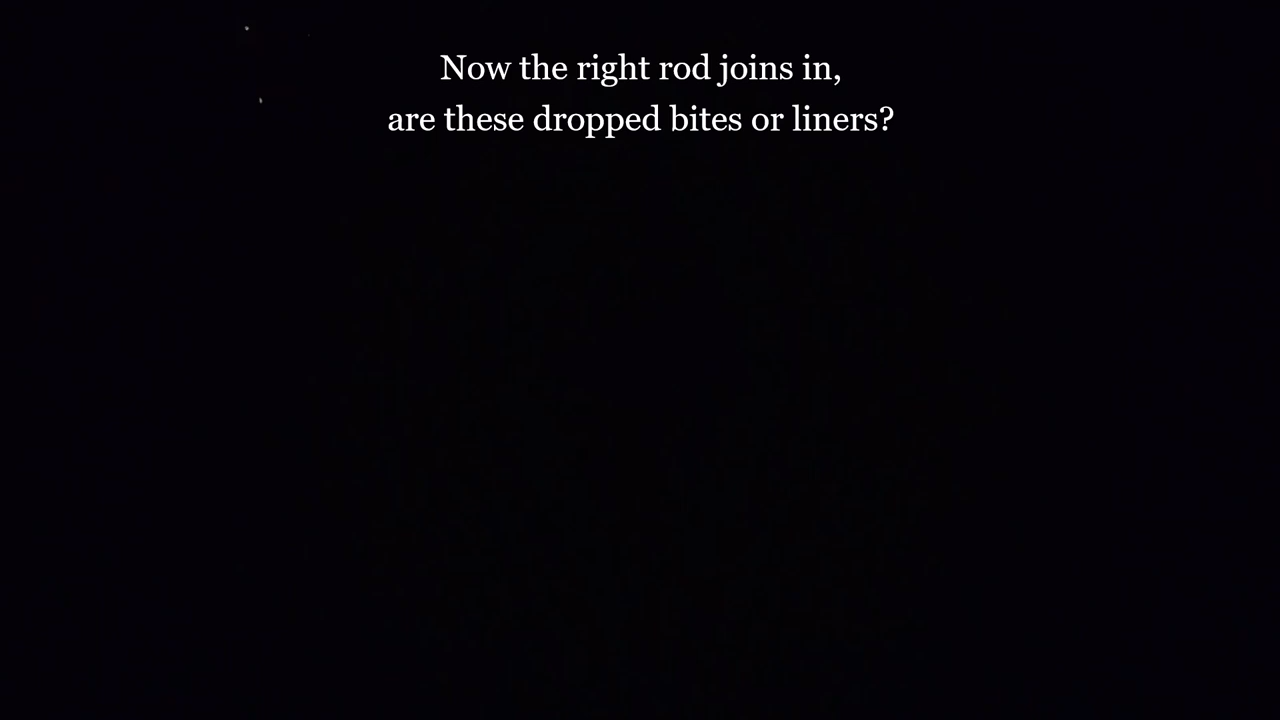 Now the right rod joins in,
are these dropped bites or liners?